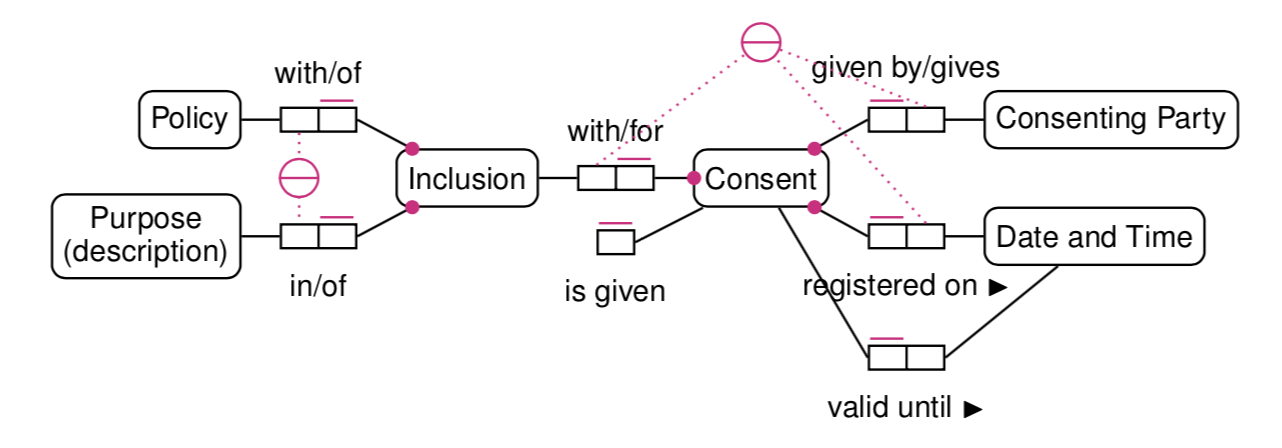 with/of
given by/gives
Policy
Consenting Party
with/for
Inclusion
Consent
Purpose
(description)
Date and Time
in/of
is given
registered on ►
valid until ►